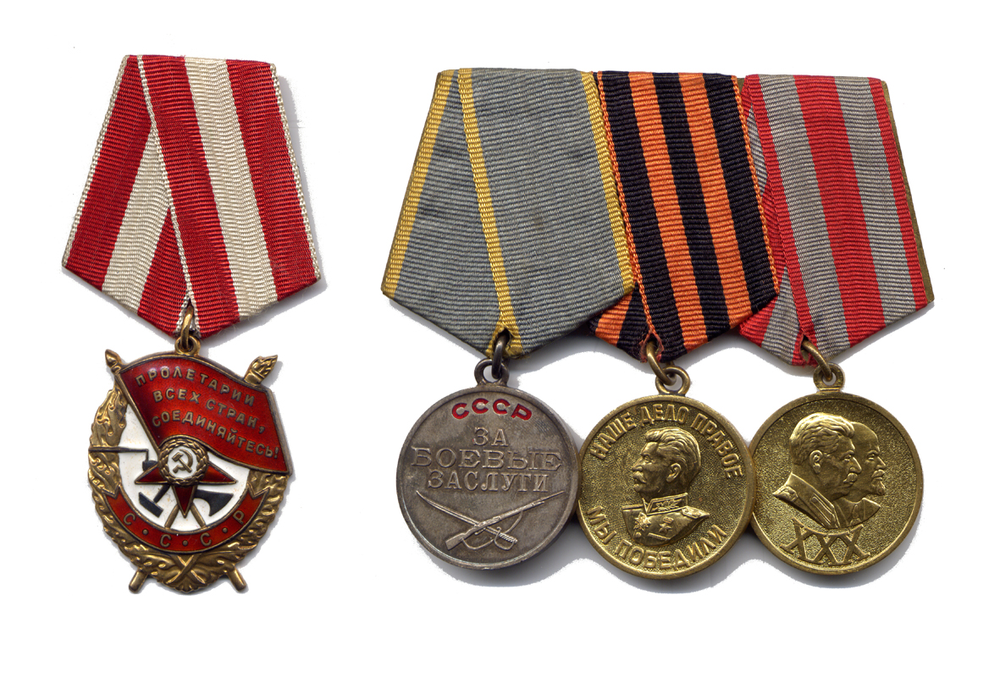 ПРОЛЕТАРИИ
ВСЕХ СТРАН,
СОЕДИНЯЙТЕСЬ!
С·С·С·Р
СССР
ЗА
БОЕВЫЕ
ЗАСЛУГИ
НАШЕ ДЕЛО ПРАВОЕ
МЫ ПОБЕДИЛИ
XXX